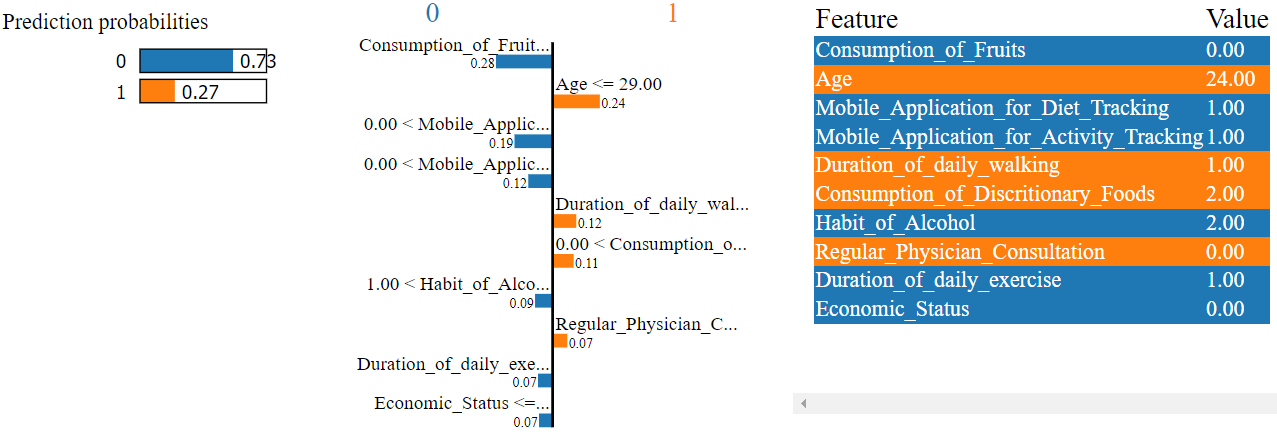 Prediction probabilities
0 0.73
1 0.27
0 1
Consumption_of_Fruit...
0.28
Age <= 29.00
0.24
0.00 < Mobile_Applic...
0.19
0.00 < Mobile_Applic...
0.12
Duration_of_daily_wal...
0.12
0.00 < Consumption_o...
0.11
1.00 < Habit_of_Alco...
0.09
Regular_Physician_C...
0.07
Duration_of_daily_exe...
0.07
Economic_Status <=...
0.07
Feature Value
Consumption_of_Fruits 0.00
Age 24.00
Mobile_Application_for_Diet_Tracking 1.00
Mobile_Application_for_Activity_Tracking 1.00
Duration_of_daily_walking 1.00
Consumption_of_Discritionary_Foods 2.00
Habit_of_Alcohol 2.00
Regular_Physician_Consultation 0.00
Duration_of_daily_exercise 1.00
Economic_Status 0.00